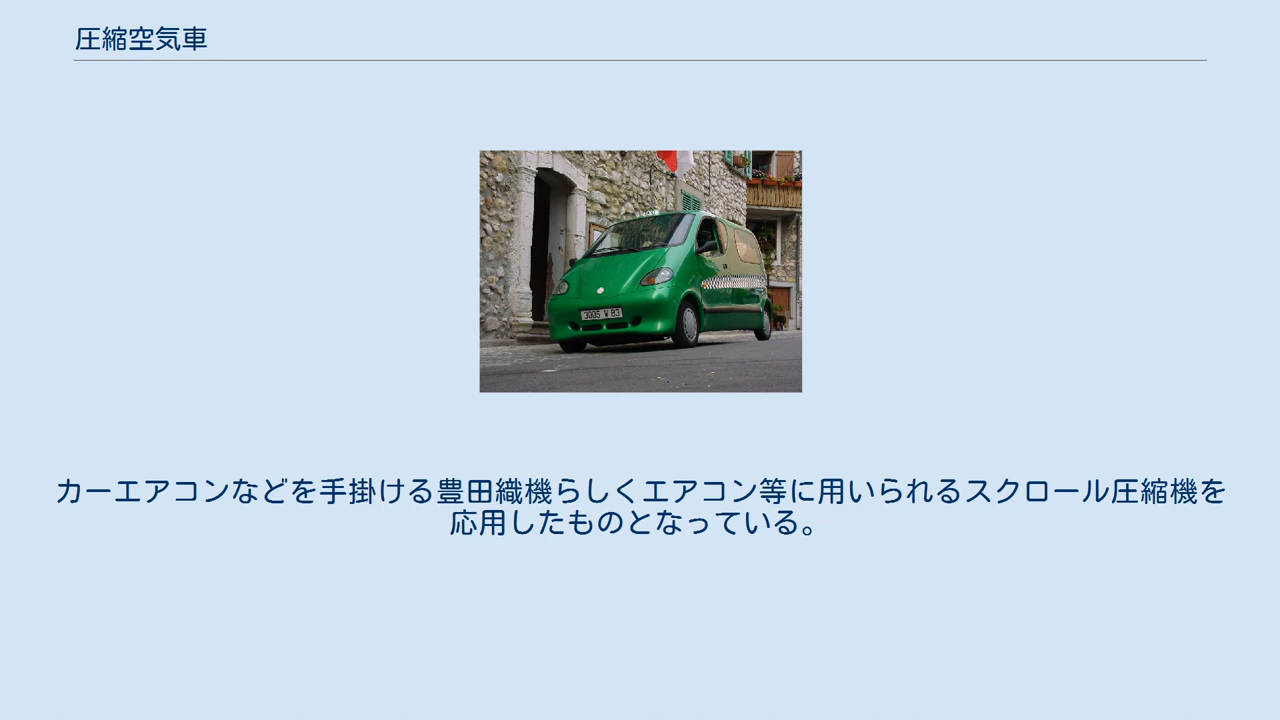 圧縮空気車
3005 W 83
カーエアコンなどを手掛ける豊田織機らしくエアコン等に用いられるスクロール圧縮機を
応用したものとなっている。